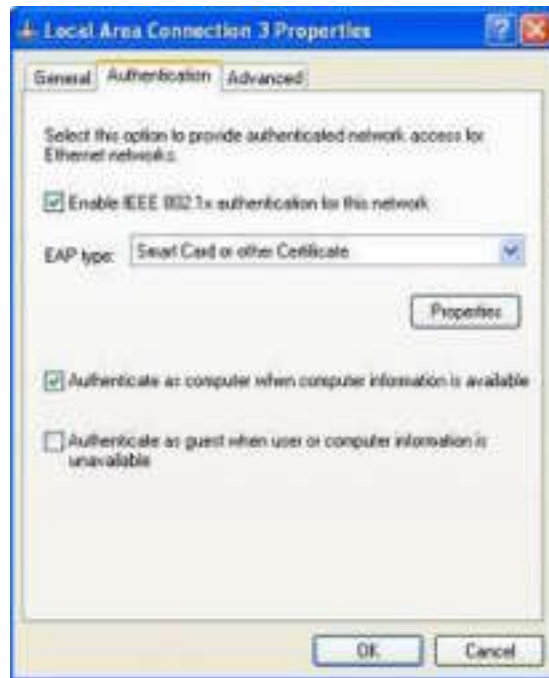 Local Area Connection 3 Properties
General
Authentication
Advanced
Select this option to provide authenticated network access for
Ethernet networks.
Enable IEEE 802.1x authentication for this network
EAP type:
Smart Card or other Certificate
Properties
Authenticate as computer when computer information is available
Authenticate as guest when user or computer information is
unavailable
OK
Cancel